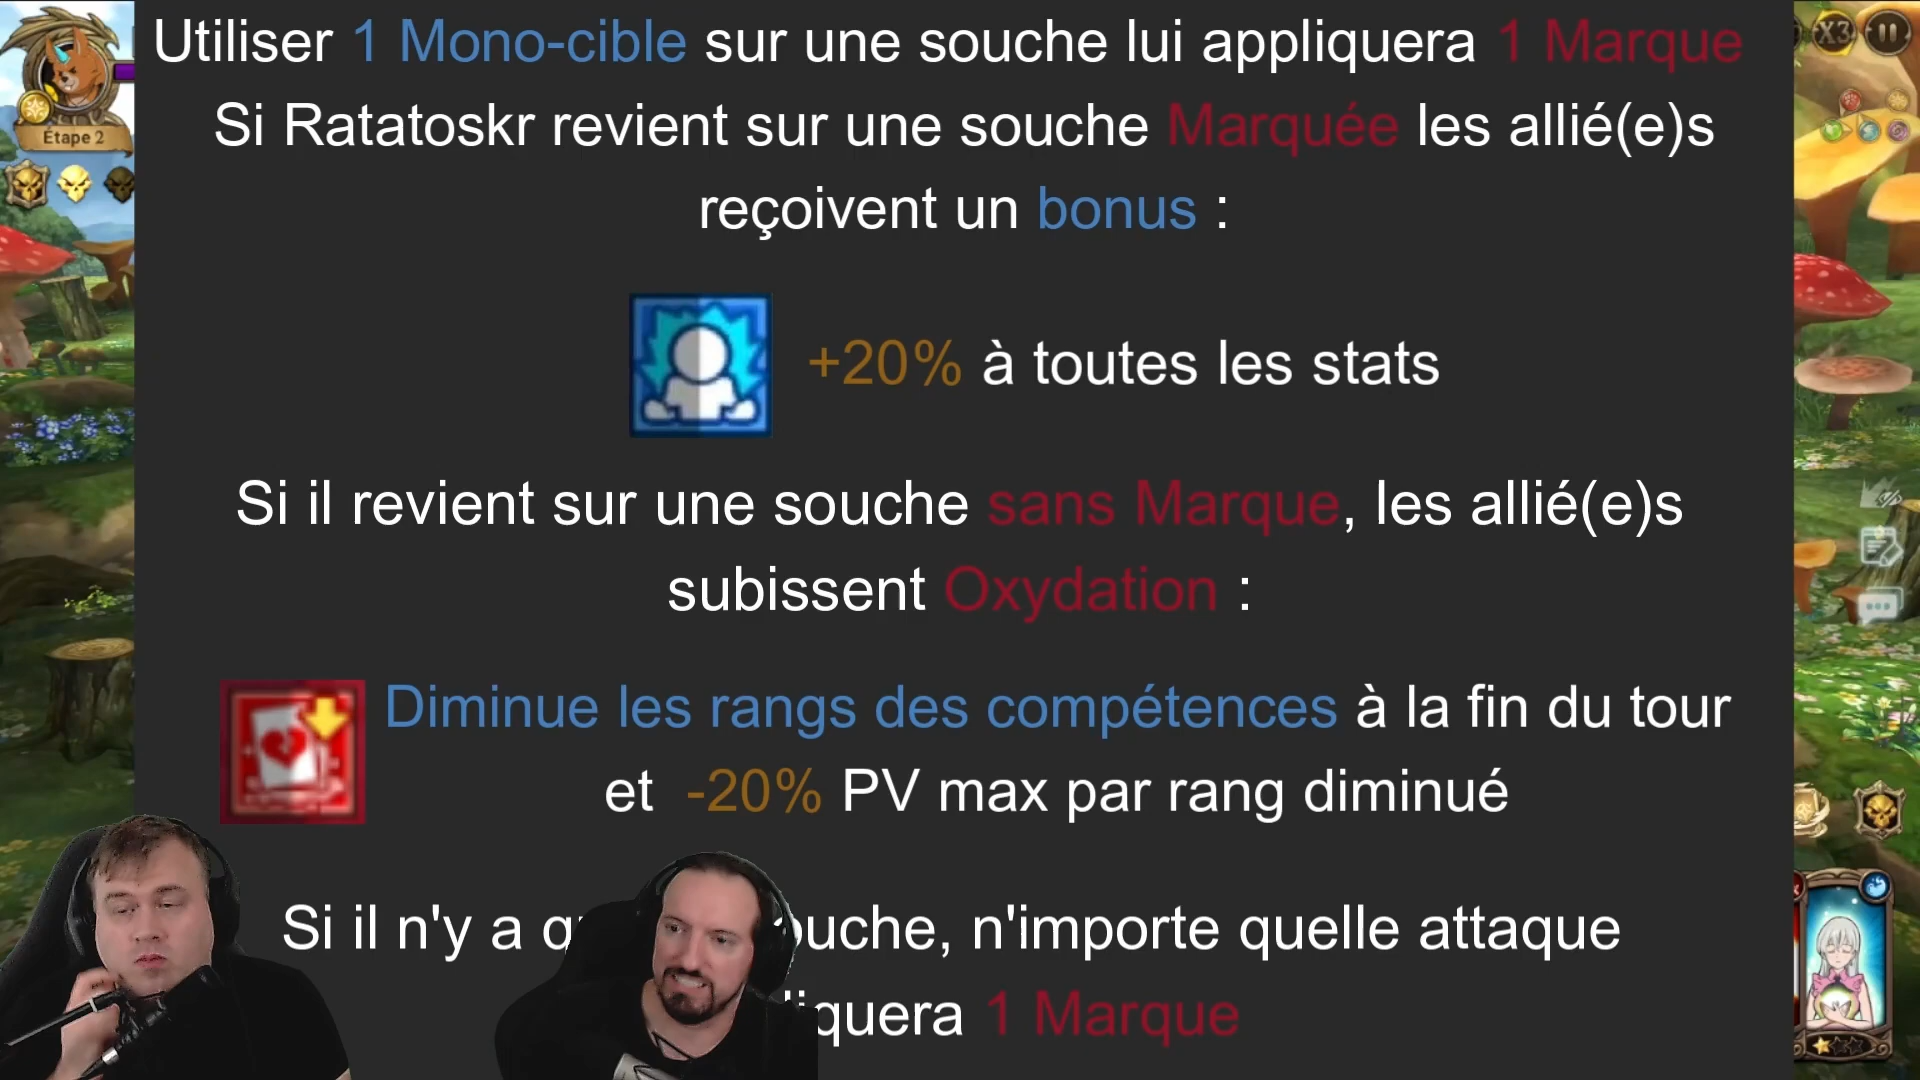 Utiliser 1 Mono-cible sur une souche lui appliquera 1 Marque
Si Ratatoskr revient sur une souche Marquée les allié(e)s
reçoivent un bonus :
+20% à toutes les stats
Si il revient sur une souche sans Marque, les allié(e)s
subissent Oxydation :
Diminue les rangs des compétences à la fin du tour
et -20% PV max par rang diminué
Si il n'y a ouche, n'importe quelle attaque
liquera 1 Marque
Étape 2
X3